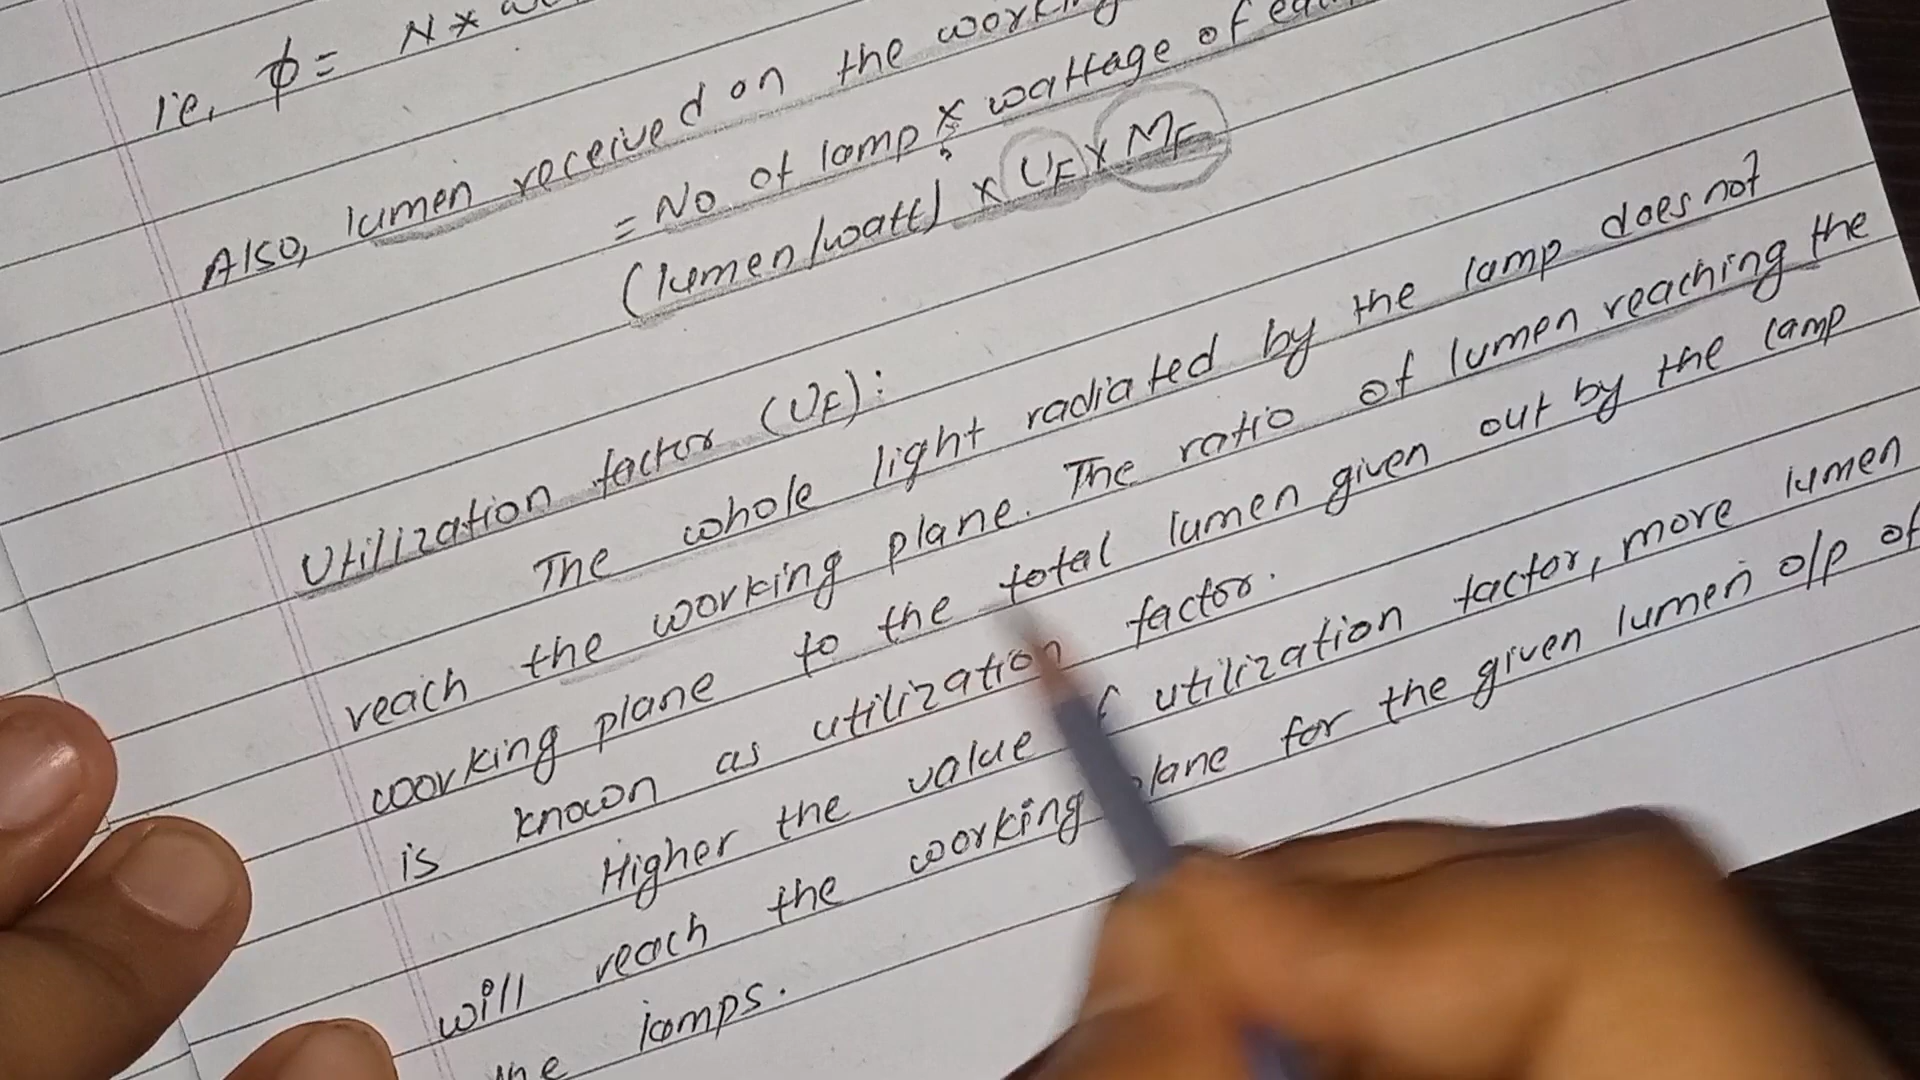 ie, ϕ = N ×
Also, lumen received on the working
= No of lamp × wattage of
(lumen/watt) × UF × MF
Utilization factor (UF):
The whole light radiated by the lamp does not
reach the working plane. The ratio of lumen reaching the
working plane to the total lumen given out by the lamp
is known as utilization factor.
Higher the value utilization factor, more lumen
will reach the working plane for the given lumen o/p of
the lamps.